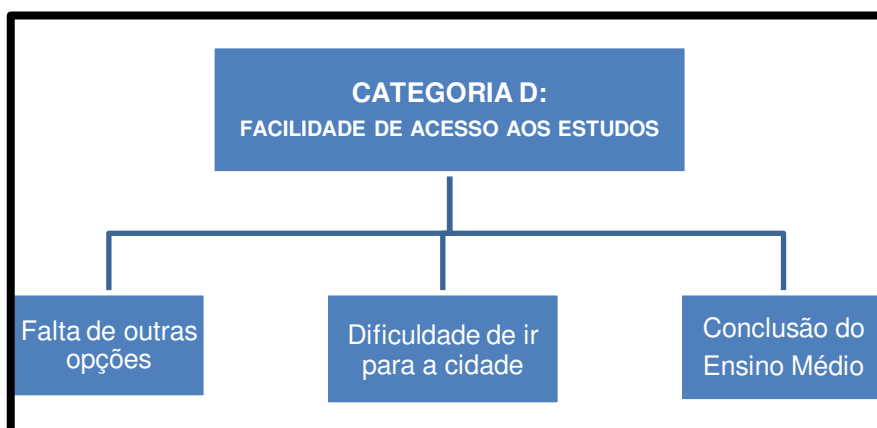 CATEGORIA D:
FACILIDADE DE ACESSO AOS ESTUDOS
Falta de outras
opções
Dificuldade de ir
para a cidade
Conclusão do
Ensino Médio